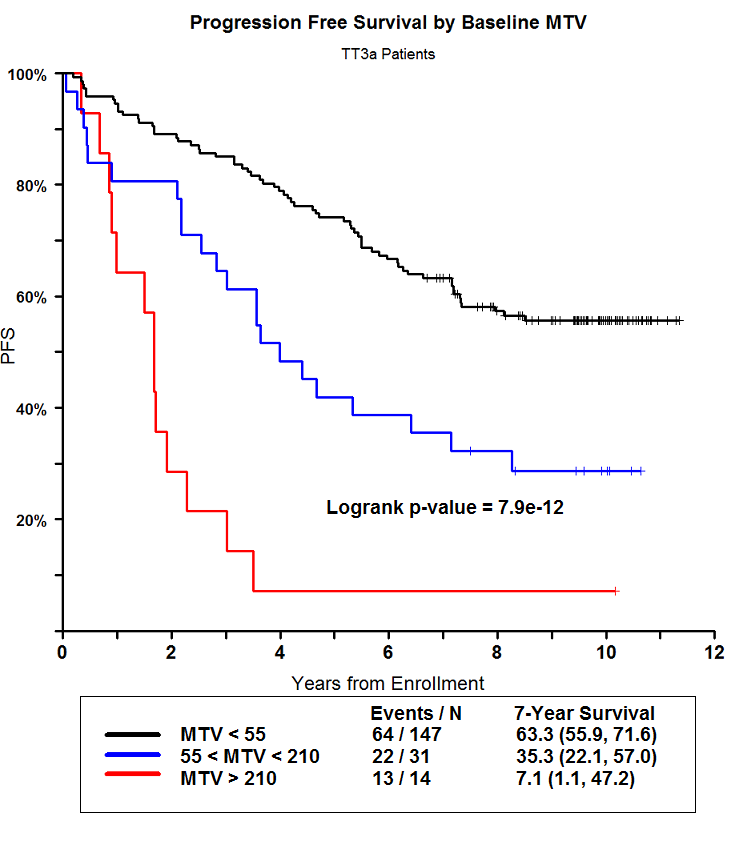 Progression Free Survival by Baseline MTV
TT3a Patients
100%
80%
60%
40%
20%
PFS
Logrank p-value = 7.9e-12
0 2 4 6 8 10 12
Years from Enrollment
Events / N 7-Year Survival
MTV < 55 64 / 147 63.3 (55.9, 71.6)
55 < MTV < 210 22 / 31 35.3 (22.1, 57.0)
MTV > 210 13 / 14 7.1 (1.1, 47.2)